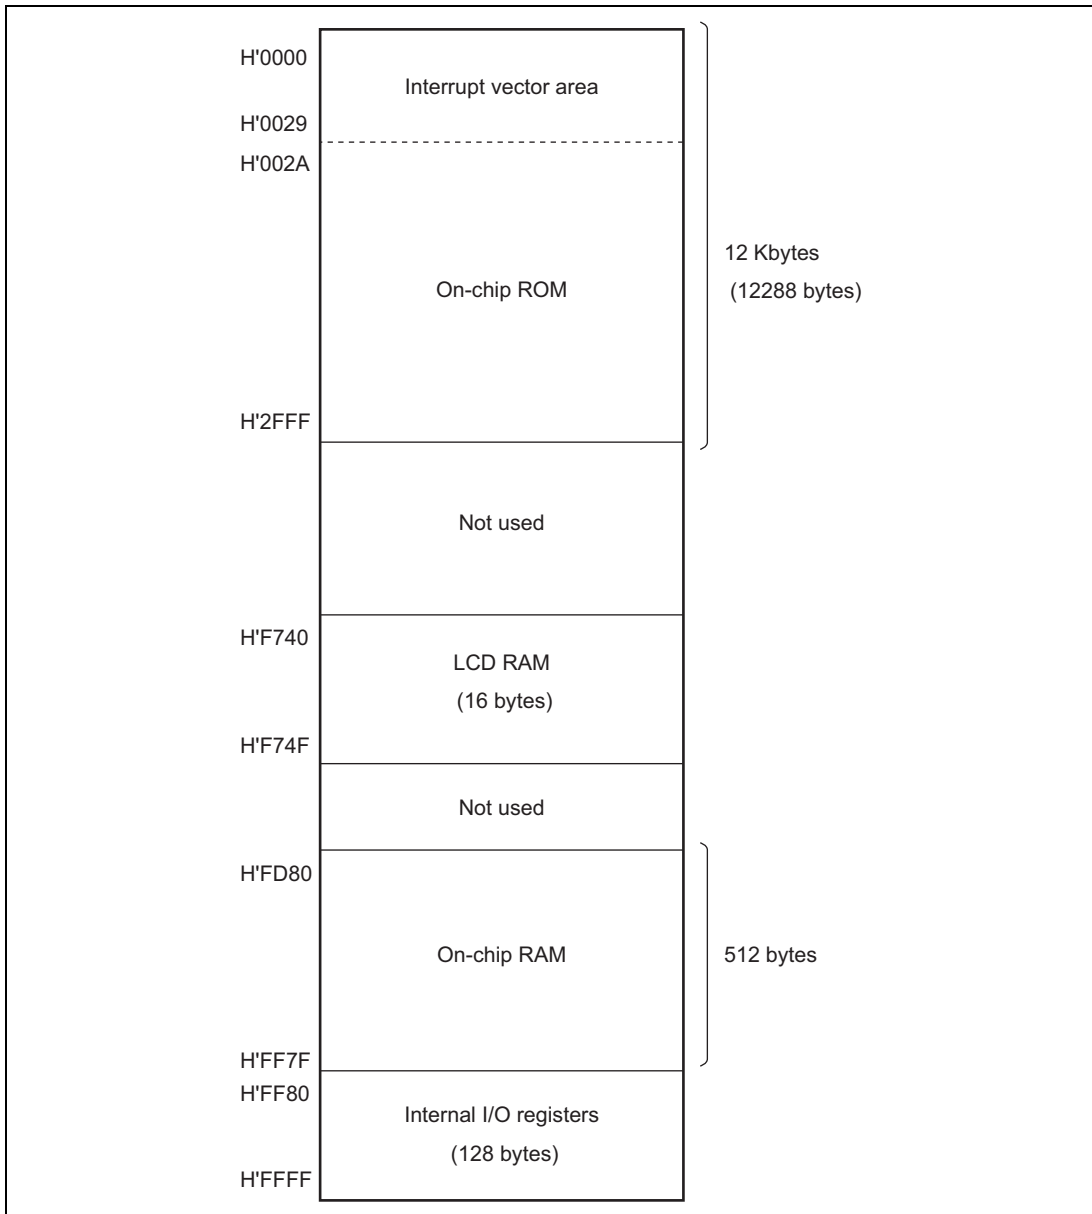 H'0000
Interrupt vector area
H'0029
H'002A
12 Kbytes
On-chip ROM
(12288 bytes)
H'2FFF
Not used
H'F740
LCD RAM
(16 bytes)
H'F74F
Not used
H'FD80
On-chip RAM
512 bytes
H'FF7F
H'FF80
Internal I/O registers
(128 bytes)
H'FFFF